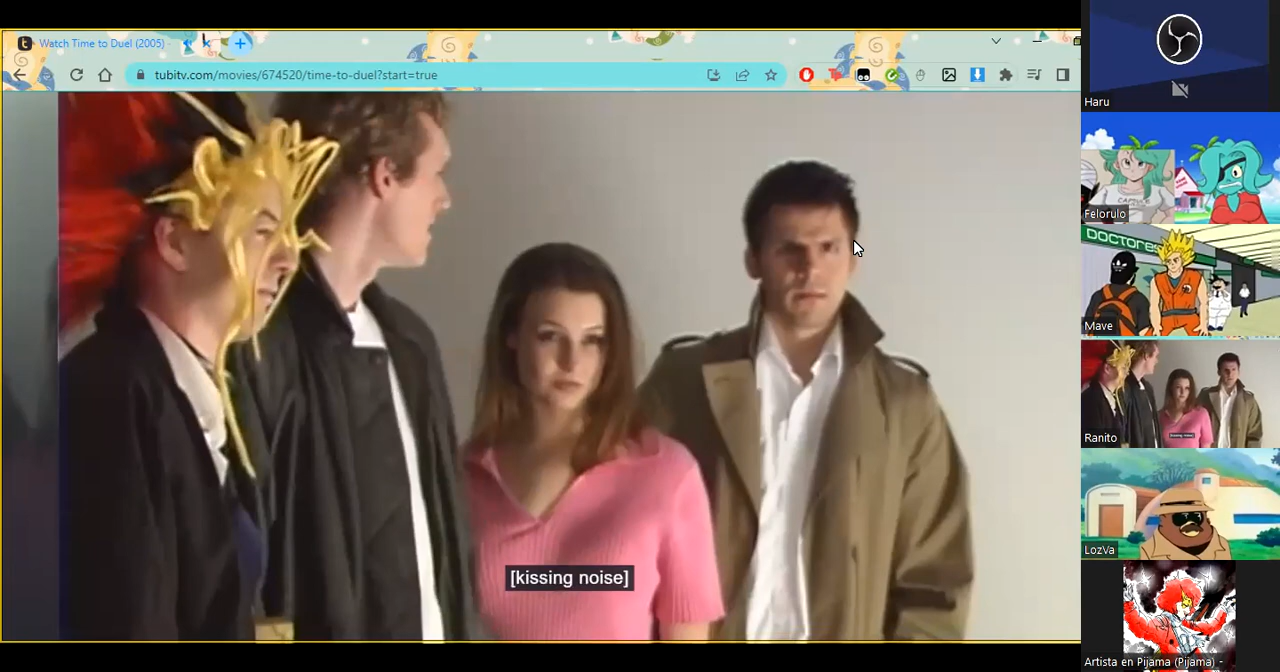 Watch Time to Duel (2005)
tubitv.com/movies/674520/time-to-duel?start=true
[kissing noise]
Haru
Felorulo
DOCTORES
Mave
Ranito
LozVa
Artista en Pijama (Pijama) -